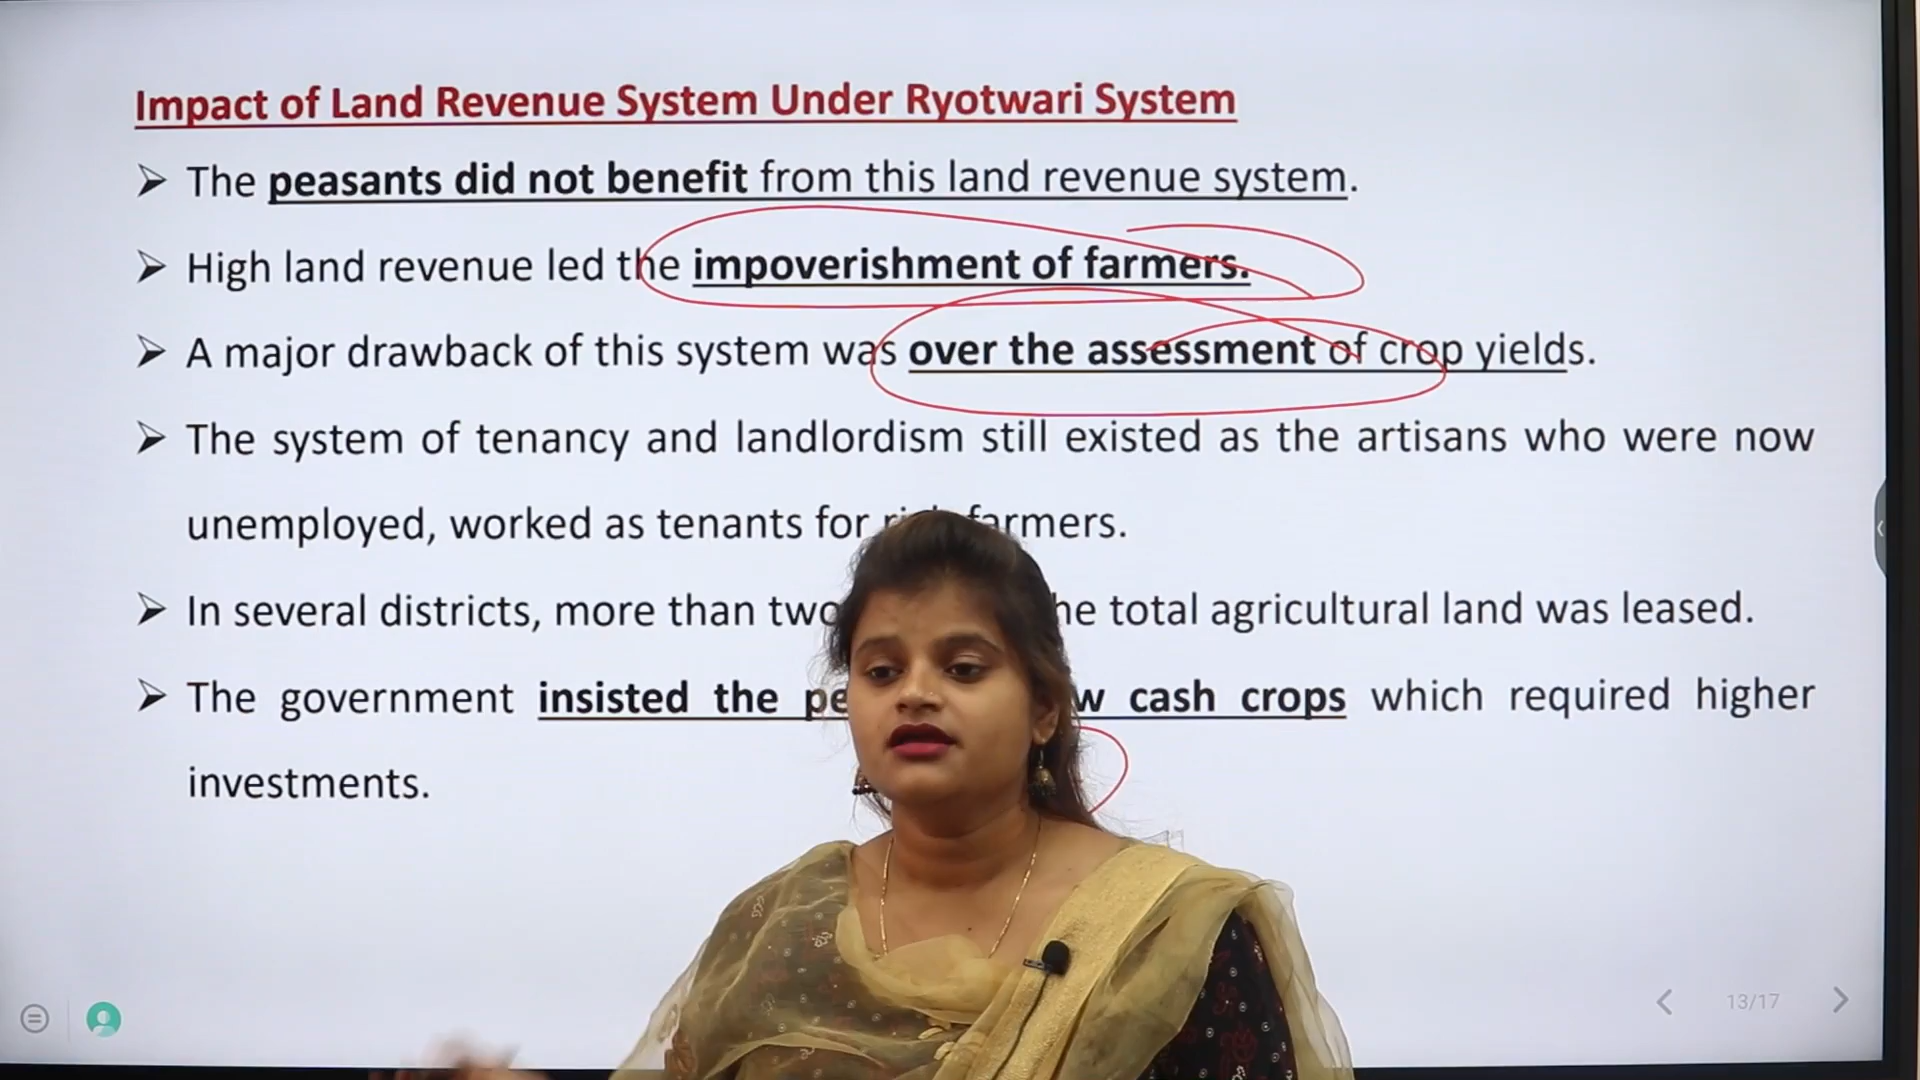 Impact of Land Revenue System Under Ryotwari System
➢ The peasants did not benefit from this land revenue system.
➢ High land revenue led the impoverishment of farmers.
➢ A major drawback of this system was over the assessment of crop yields.
➢ The system of tenancy and landlordism still existed as the artisans who were now
unemployed, worked as tenants for farmers.
➢ In several districts, more than the total agricultural land was leased.
➢ The government insisted the cash crops which required higher
investments.
13/17